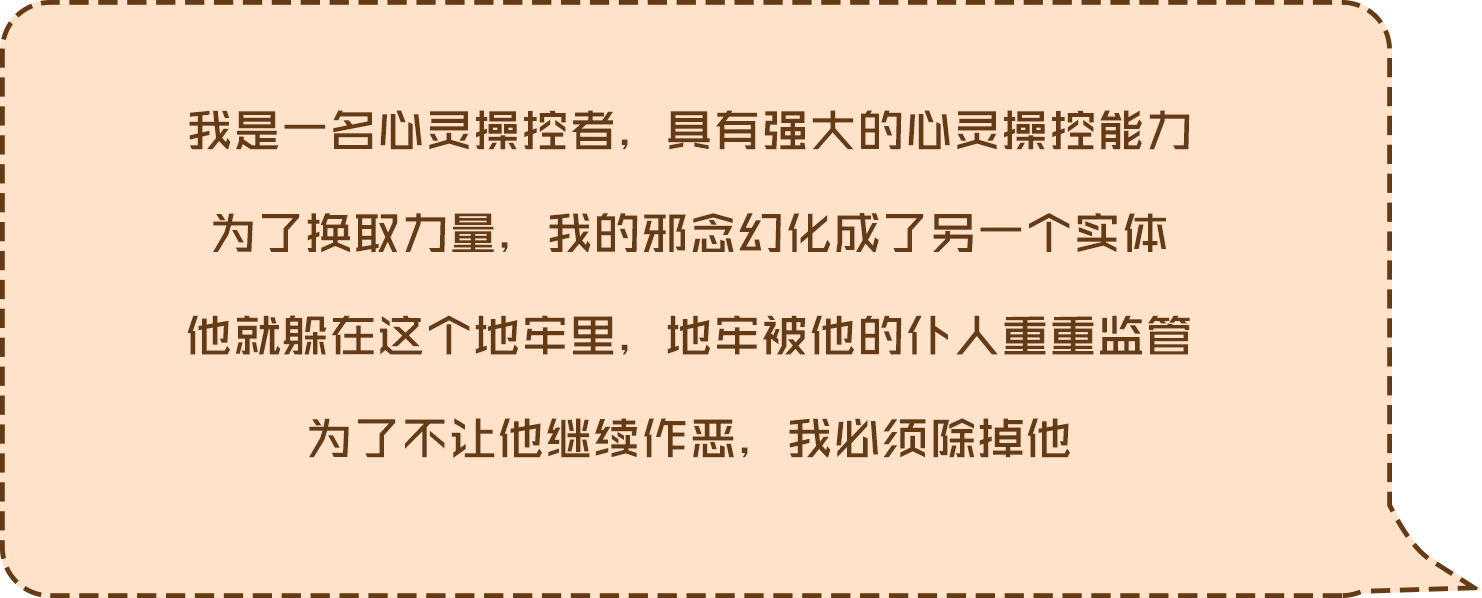 我是一名心灵操控者，具有强大的心灵操控能力
为了换取力量，我的邪念幻化成了另一个实体
他就躲在这个地牢里，地牢被他的仆人重重监管
为了不让他继续作恶，我必须除掉他